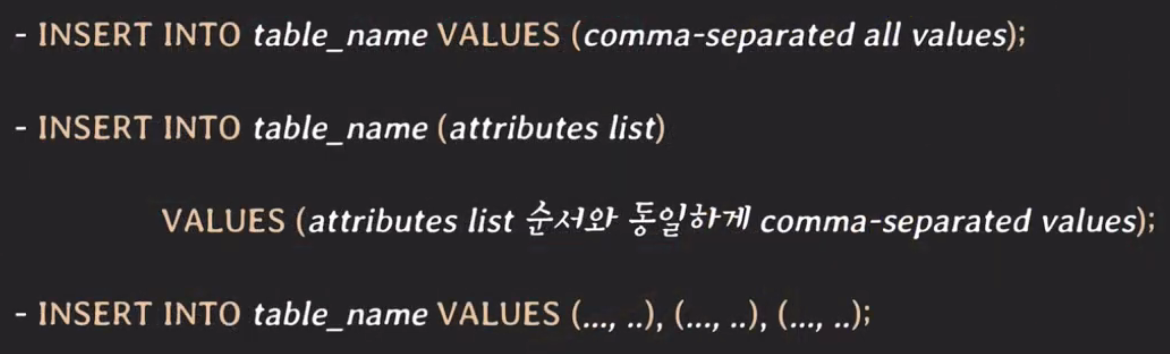 - INSERT INTO table_name VALUES (comma-separated all values);
- INSERT INTO table_name (attributes list)
VALUES (attributes list 순서와 동일하게 comma-separated values);
- INSERT INTO table_name VALUES (..., ..), (..., ..), (..., ..);